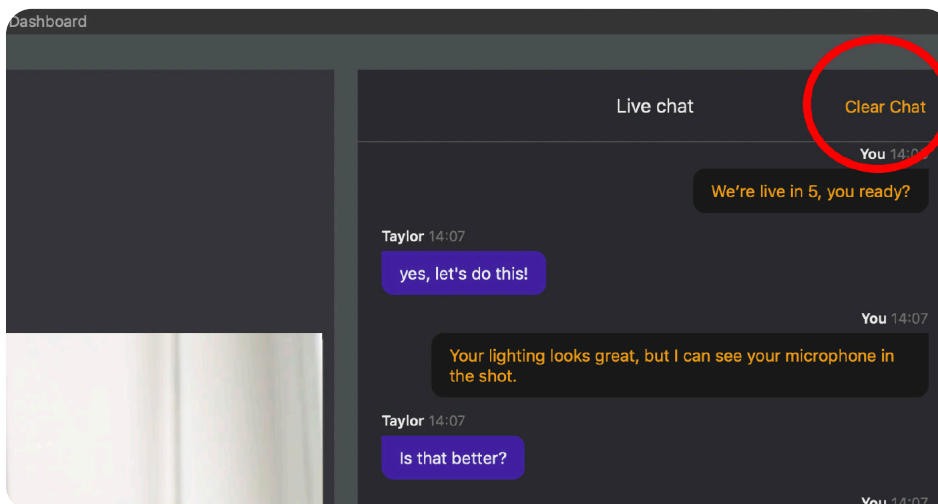 Dashboard
Live chat
Clear Chat
You
We're live in 5, you ready?
Taylor 14:07
yes, let's do this!
You 14:07
Your lighting looks great, but I can see your microphone in
the shot.
Taylor 14:07
Is that better?
You 14:07